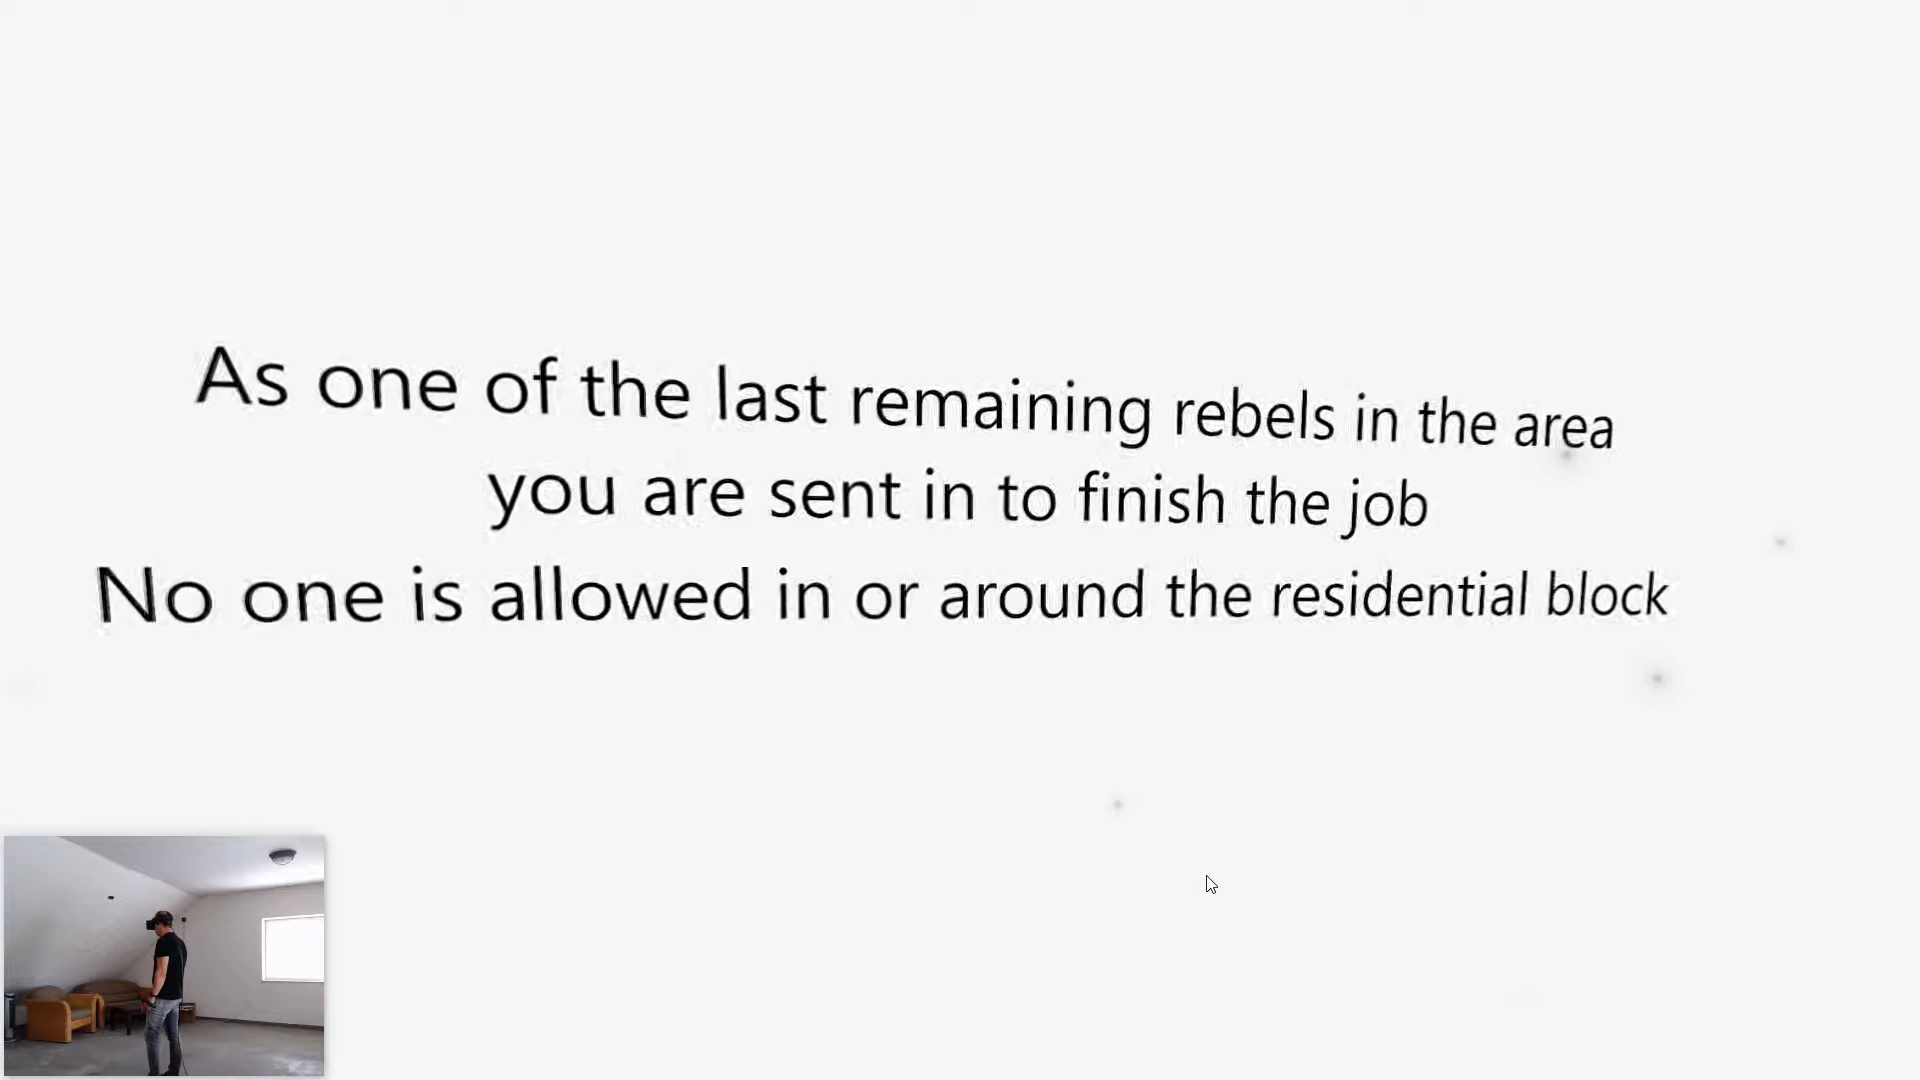 As one of the last remaining rebels in the area
you are sent in to finish the job
No one is allowed in or around the residential block